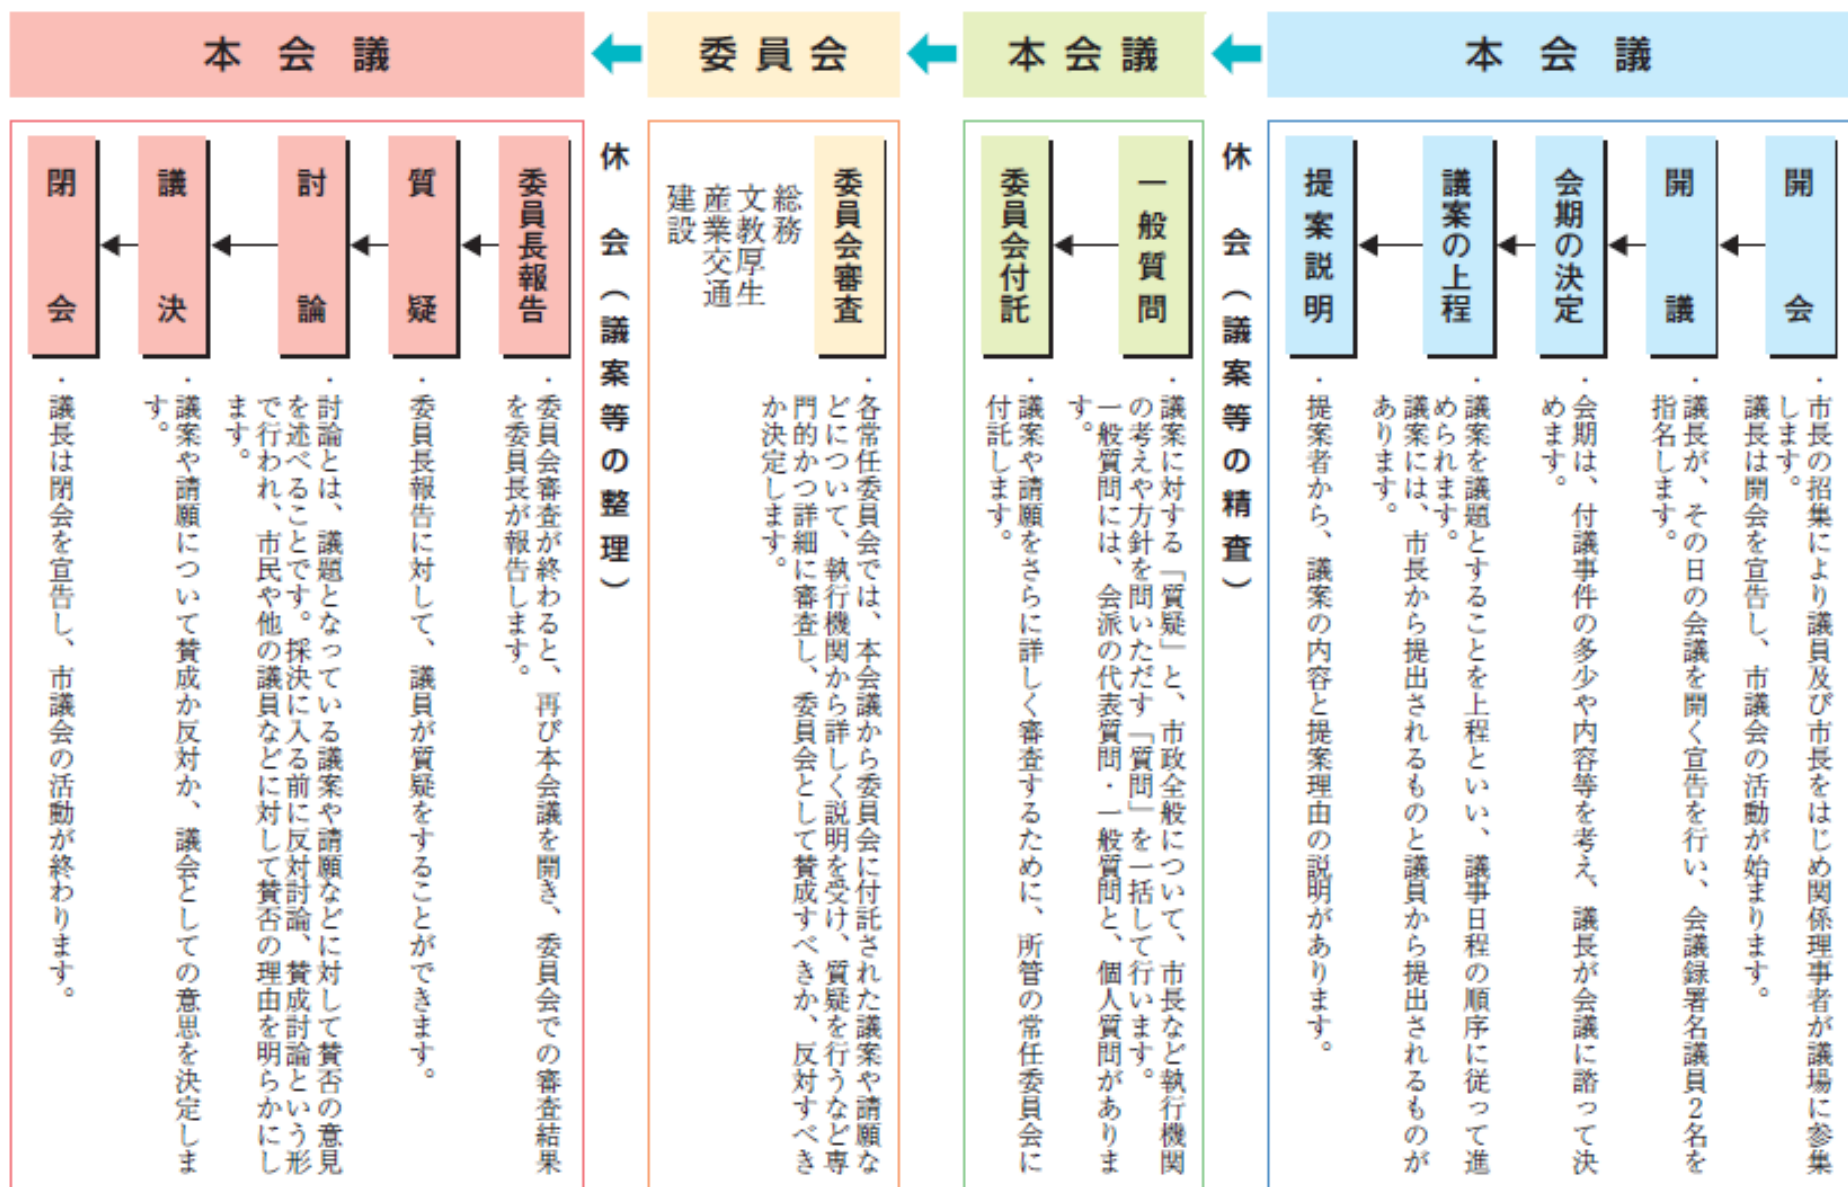 本会議
開会
・市長の招集により議員及び市長をはじめ関係理事者が議場に参集
します。
議長は開会を宣告し、市議会の活動が始まります。
開議
・議長が、その日の会議を開く宣告を行い、会議録署名議員2名を
指名します。
会期の決定
・会期は、付議事件の多少や内容等を考え、議長が会議に諮って決
めます。
議案の上程
・議案を議題とすることを上程といい、議事日程の順序に従って進
められます。
議案には、市長から提出されるものと議員から提出されるものが
あります。
提案説明
・提案者から、議案の内容と提案理由の説明があります。
休会(議案等の精査)
本会議
一般質問
・議案に対する「質疑」と、市政全般について、市長など執行機関
の考えや方針を問いただす「質問」を一括して行います。
一般質問には、会派の代表質問・一般質問と、個人質問がありま
す。
委員会付託
・議案や請願をさらに詳しく審査するために、所管の常任委員会に
付託します。
委員会
委員会審査
総務
文教厚生
産業交通
建設
・各常任委員会では、本会議から委員会に付託された議案や請願な
どについて、執行機関から詳しく説明を受け、質疑を行うなど専
門的かつ詳細に審査し、委員会として賛成すべきか、反対すべき
か決定します。
休会(議案等の整理)
本会議
委員長報告
・委員会審査が終わると、再び本会議を開き、委員会での審査結果
を委員長が報告します。
質疑
・委員長報告に対して、議員が質疑をすることができます。
討論
・討論とは、議題となっている議案や請願などに対して賛否の意見
を述べることです。採決に入る前に反対討論、賛成討論という形
で行われ、市民や他の議員などに対して賛否の理由を明らかにし
ます。
議決
・議案や請願について賛成か反対か、議会としての意思を決定しま
す。
閉会
・議長は閉会を宣告し、市議会の活動が終わります。